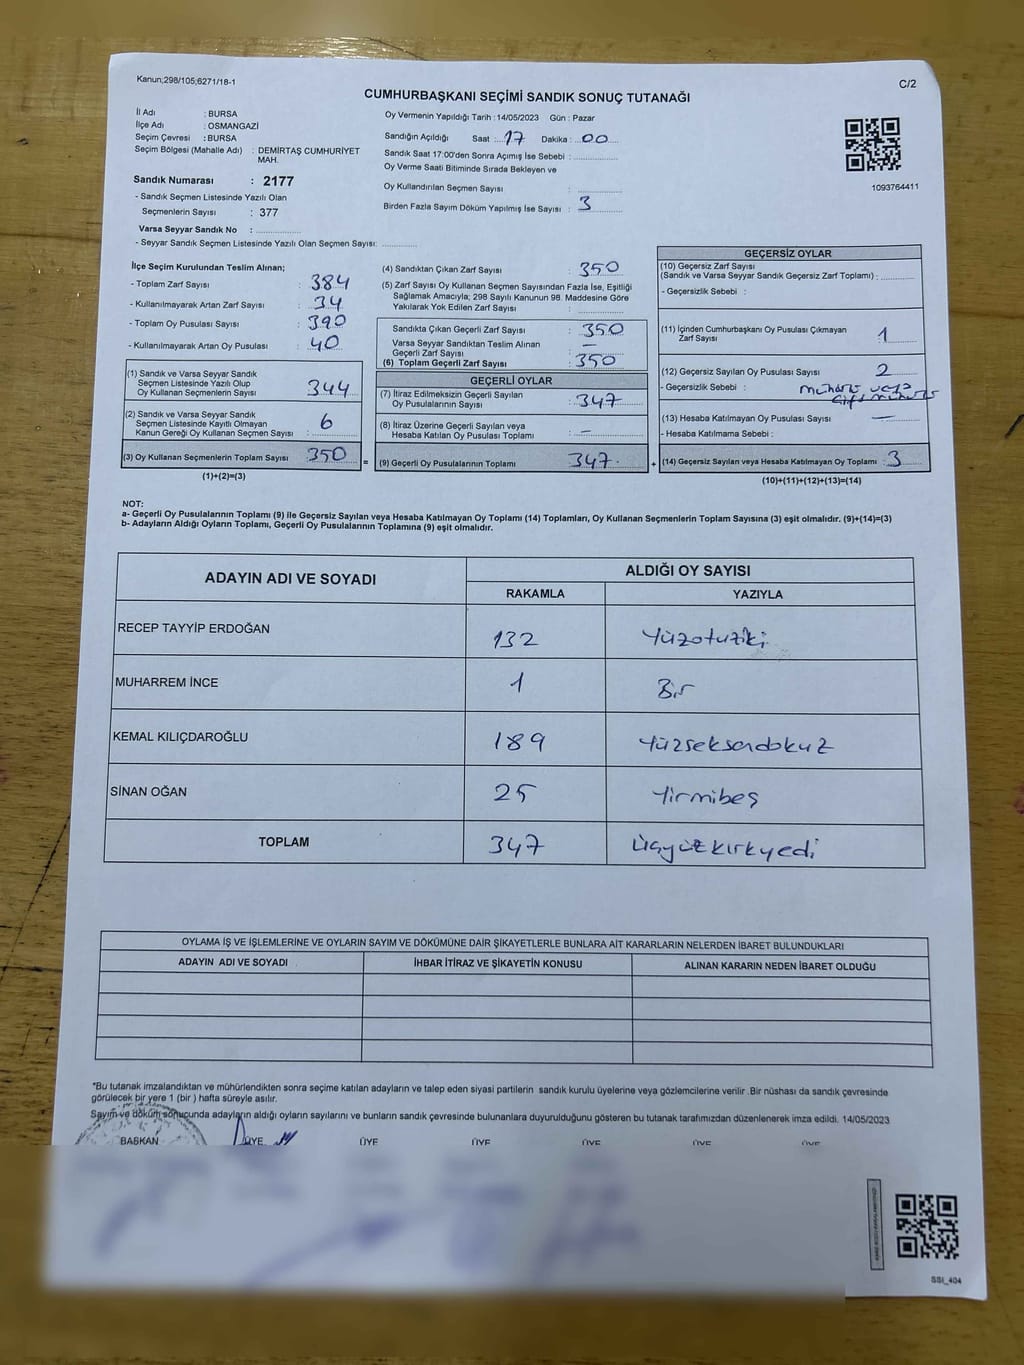 Kanun;298/105;6271/18-1
C/2
CUMHURBAŞKANI SEÇİMİ SANDIK SONUÇ TUTANAĞI
İl Adı : BURSA
İlçe Adı : OSMANGAZİ
Seçim Çevresi : BURSA
Seçim Bölgesi (Mahalle Adı) : DEMİRTAŞ CUMHURİYET
MAH.
Sandık Numarası : 2177
- Sandık Seçmen Listesinde Yazılı Olan
Seçmenlerin Sayısı : 377
Varsa Seyyar Sandık No :
- Seyyar Sandık Seçmen Listesinde Yazılı Olan Seçmen Sayısı:
Oy Vermenin Yapıldığı Tarih : 14/05/2023 Gün : Pazar
Sandığın Açıldığı Saat : 17 Dakika : 00
Sandık Saat 17:00'den Sonra Açımış İse Sebebi :
Oy Verme Saati Bitiminde Sırada Bekleyen ve
Oy Kullandırılan Seçmen Sayısı :
Birden Fazla Sayım Döküm Yapılmış İse Sayısı : 3
1093764411
İlçe Seçim Kurulundan Teslim Alınan;
- Toplam Zarf Sayısı : 384
- Kullanılmayarak Artan Zarf Sayısı : 34
- Toplam Oy Pusulası Sayısı : 390
- Kullanılmayarak Artan Oy Pusulası : 40
(1) Sandık ve Varsa Seyyar Sandık
Seçmen Listesinde Yazılı Olup
Oy Kullanan Seçmenlerin Sayısı : 344
(2) Sandık ve Varsa Seyyar Sandık
Seçmen Listesinde Kayıtlı Olmayan
Kanun Gereği Oy Kullanan Seçmen Sayısı : 6
(3) Oy Kullanan Seçmenlerin Toplam Sayısı : 350
(1)+(2)=(3)
(4) Sandıktan Çıkan Zarf Sayısı : 350
(5) Zarf Sayısı Oy Kullanan Seçmen Sayısından Fazla İse, Eşitliği
Sağlamak Amacıyla; 298 Sayılı Kanunun 98. Maddesine Göre
Yakılarak Yok Edilen Zarf Sayısı :
Sandıkta Çıkan Geçerli Zarf Sayısı : 350
Varsa Seyyar Sandıktan Teslim Alınan
Geçerli Zarf Sayısı : -
(6) Toplam Geçerli Zarf Sayısı : 350
GEÇERLİ OYLAR
(7) İtiraz Edilmeksizin Geçerli Sayılan
Oy Pusulalarının Sayısı : 347
(8) İtiraz Üzerine Geçerli Sayılan veya
Hesaba Katılan Oy Pusulası Toplamı : -
= (9) Geçerli Oy Pusulalarının Toplamı 347
GEÇERSİZ OYLAR
(10) Geçersiz Zarf Sayısı
(Sandık ve Varsa Seyyar Sandık Geçersiz Zarf Toplamı) :
- Geçersizlik Sebebi :
(11) İçinden Cumhurbaşkanı Oy Pusulası Çıkmayan
Zarf Sayısı : 1
(12) Geçersiz Sayılan Oy Pusulası Sayısı : 2
- Geçersizlik Sebebi :
(13) Hesaba Katılmayan Oy Pusulası Sayısı : -
- Hesaba Katılmama Sebebi :
+ (14) Geçersiz Sayılan veya Hesaba Katılmayan Oy Toplamı : 3
(10)+(11)+(12)+(13)=(14)
NOT:
a- Geçerli Oy Pusulalarının Toplamı (9) ile Geçersiz Sayılan veya Hesaba Katılmayan Oy Toplamı (14) Toplamları, Oy Kullanan Seçmenlerin Toplam Sayısına (3) eşit olmalıdır. (9)+(14)=(3)
b- Adayların Aldığı Oyların Toplamı, Geçerli Oy Pusulalarının Toplamına (9) eşit olmalıdır.
ADAYIN ADI VE SOYADI
ALDIĞI OY SAYISI
RAKAMLA YAZIYLA
RECEP TAYYİP ERDOĞAN 132 Yüzotuziki
MUHARREM İNCE 1 Bir
KEMAL KILIÇDAROĞLU 189 Yüzseksendokuz
SİNAN OĞAN 25 Yirmibeş
TOPLAM 347 üçyüzkırkyedi
OYLAMA İŞ VE İŞLEMLERİNE VE OYLARIN SAYIM VE DÖKÜMÜNE DAİR ŞİKAYETLERLE BUNLARA AİT KARARLARIN NELERDEN İBARET BULUNDUKLARI
ADAYIN ADI VE SOYADI İHBAR İTİRAZ VE ŞİKAYETİN KONUSU ALINAN KARARIN NEDEN İBARET OLDUĞU
"Bu tutanak imzalandıktan ve mühürlendikten sonra seçime katılan adayların ve talep eden siyasi partilerin sandık kurulu üyelerine veya gözlemcilerine verilir .Bir nüshası da sandık çevresinde
görülecek bir yere 1 (bir ) hafta süreyle asılır.
Sayım ve döküm sonucunda adayların aldığı oyların sayılarını ve bunların sandık çevresinde bulunanlara duyurulduğunu gösteren bu tutanak tarafımızdan düzenlenerek imza edildi. 14/05/2023
BAŞKAN ÜYE ÜYE ÜYE ÜYE ÜYE ÜYE
SSI_404